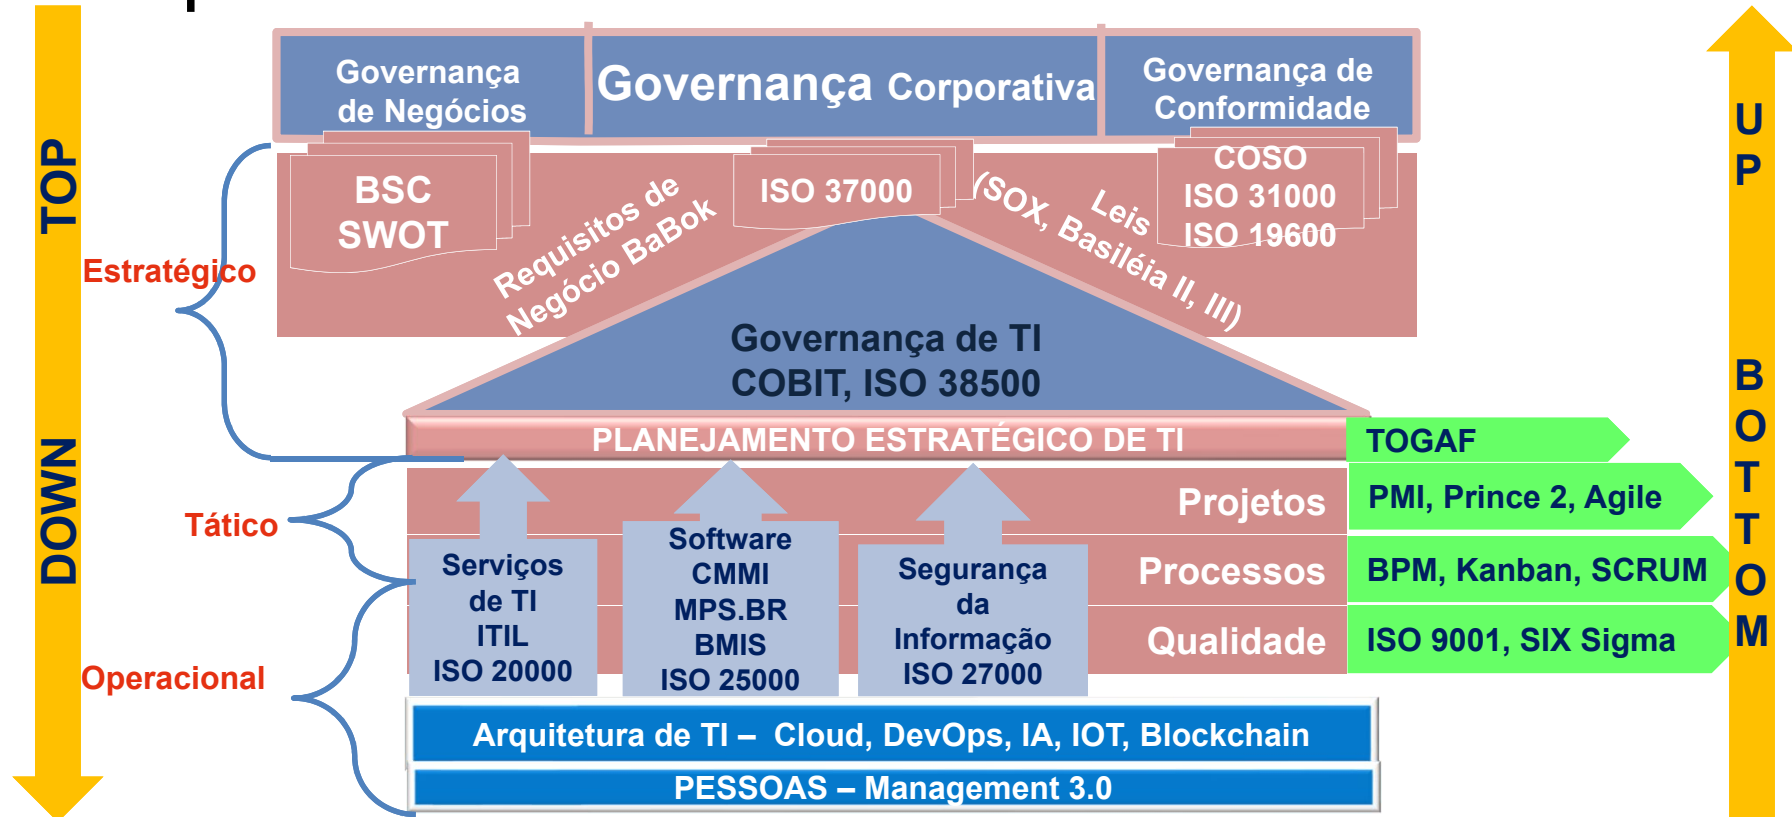 TOP
DOWN
Governança
de Negócios
Governança Corporativa
Governança de
Conformidade
BSC
SWOT
Requisitos de
Negócio BaBok
ISO 37000
Leis
(SOX, Basiléia II, III)
COSO
ISO 31000
ISO 19600
Estratégico
Governança de TI
COBIT, ISO 38500
PLANEJAMENTO ESTRATÉGICO DE TI
TOGAF
Tático
Projetos
PMI, Prince 2, Agile
Processos
BPM, Kanban, SCRUM
Qualidade
ISO 9001, SIX Sigma
Serviços
de TI
ITIL
ISO 20000
Software
CMMI
MPS.BR
BMIS
ISO 25000
Segurança
da
Informação
ISO 27000
Operacional
Arquitetura de TI – Cloud, DevOps, IA, IOT, Blockchain
PESSOAS – Management 3.0
UP
BOTTOM